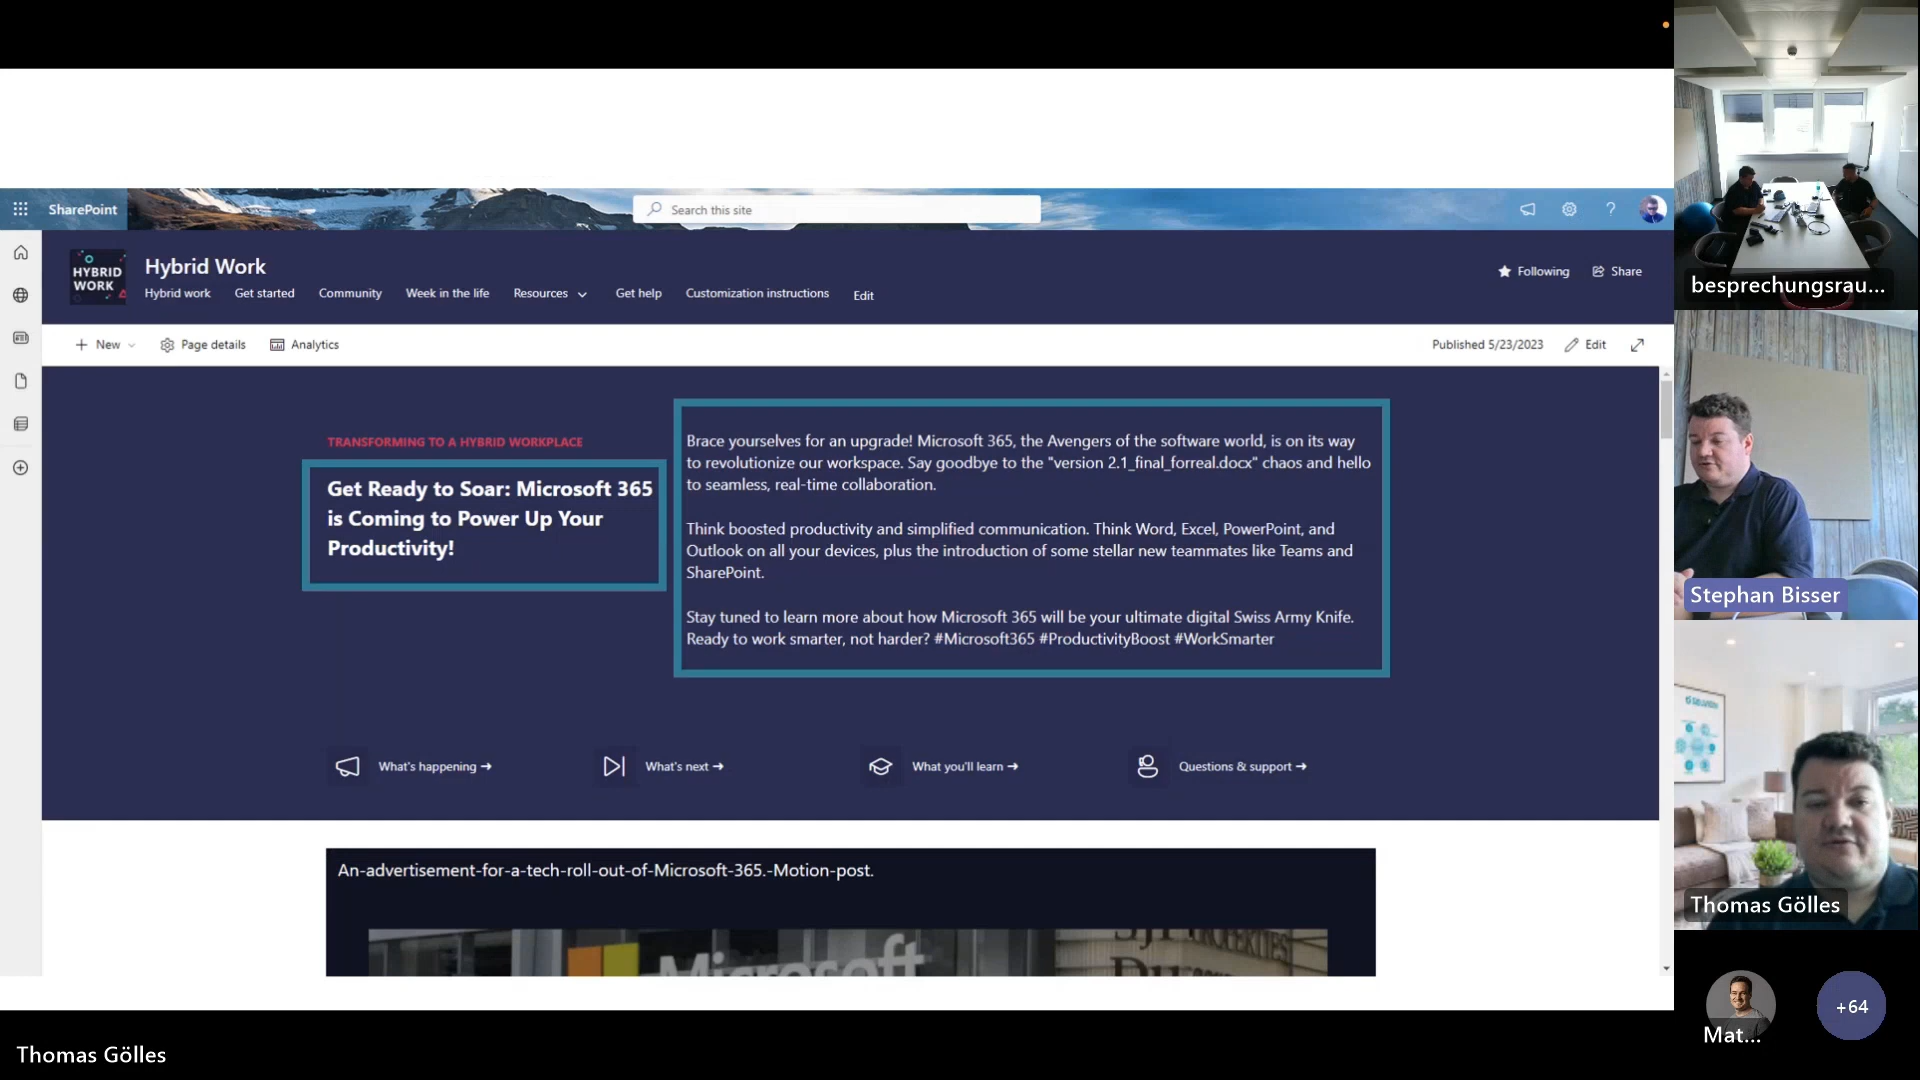 SharePoint
Search this site
HYBRID
WORK
Hybrid Work
Hybrid work
Get started
Community
Week in the life
Resources
Get help
Customization instructions
Edit
Following
Share
New
Page details
Analytics
Published 5/23/2023
Edit
TRANSFORMING TO A HYBRID WORKPLACE
Get Ready to Soar: Microsoft 365
is Coming to Power Up Your
Productivity!
Brace yourselves for an upgrade! Microsoft 365, the Avengers of the software world, is on its way
to revolutionize our workspace. Say goodbye to the "version 2.1_final_forreal.docx" chaos and hello
to seamless, real-time collaboration.
Think boosted productivity and simplified communication. Think Word, Excel, PowerPoint, and
Outlook on all your devices, plus the introduction of some stellar new teammates like Teams and
SharePoint.
Stay tuned to learn more about how Microsoft 365 will be your ultimate digital Swiss Army Knife.
Ready to work smarter, not harder? #Microsoft365 #ProductivityBoost #WorkSmarter
What's happening →
What's next →
What you'll learn →
Questions & support →
An-advertisement-for-a-tech-roll-out-of-Microsoft-365.-Motion-post.
Microsoft
besprechungsrau...
Stephan Bisser
Thomas Gölles
Mat...
+64
Thomas Gölles